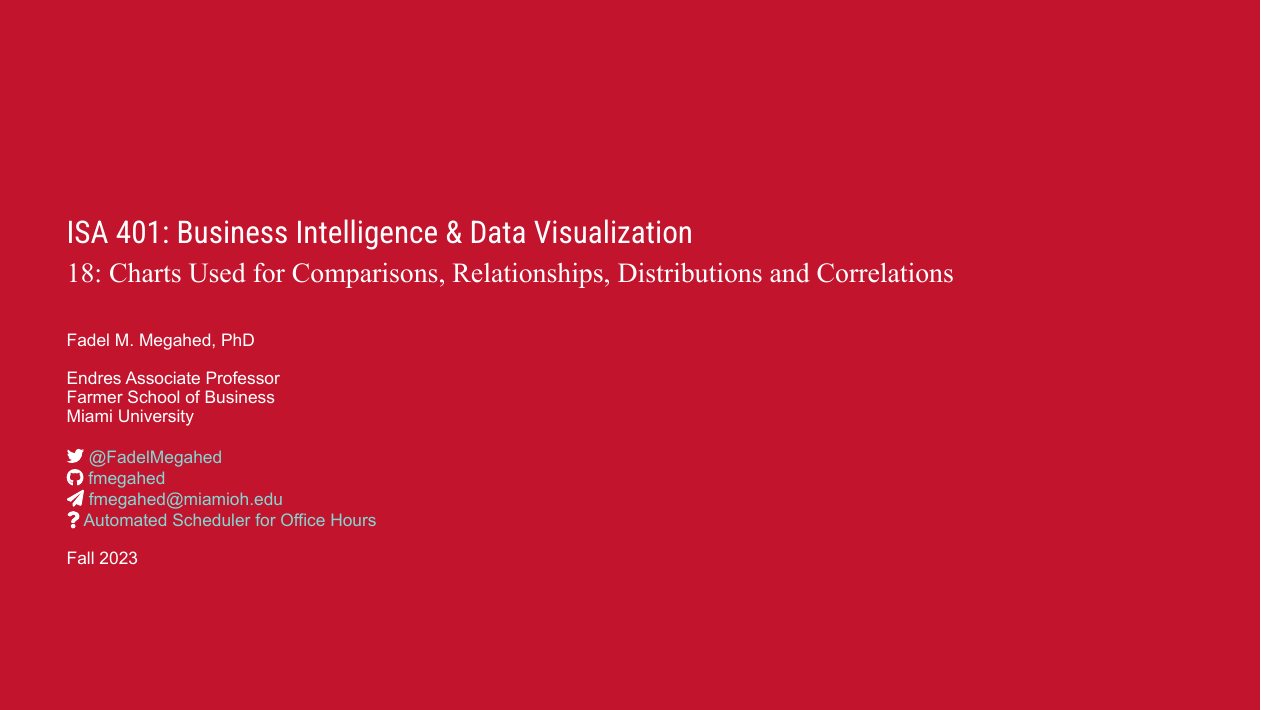 ISA 401: Business Intelligence & Data Visualization
18: Charts Used for Comparisons, Relationships, Distributions and Correlations
Fadel M. Megahed, PhD
Endres Associate Professor
Farmer School of Business
Miami University
@FadelMegahed
fmegahed
fmegahed@miamioh.edu
Automated Scheduler for Office Hours
Fall 2023